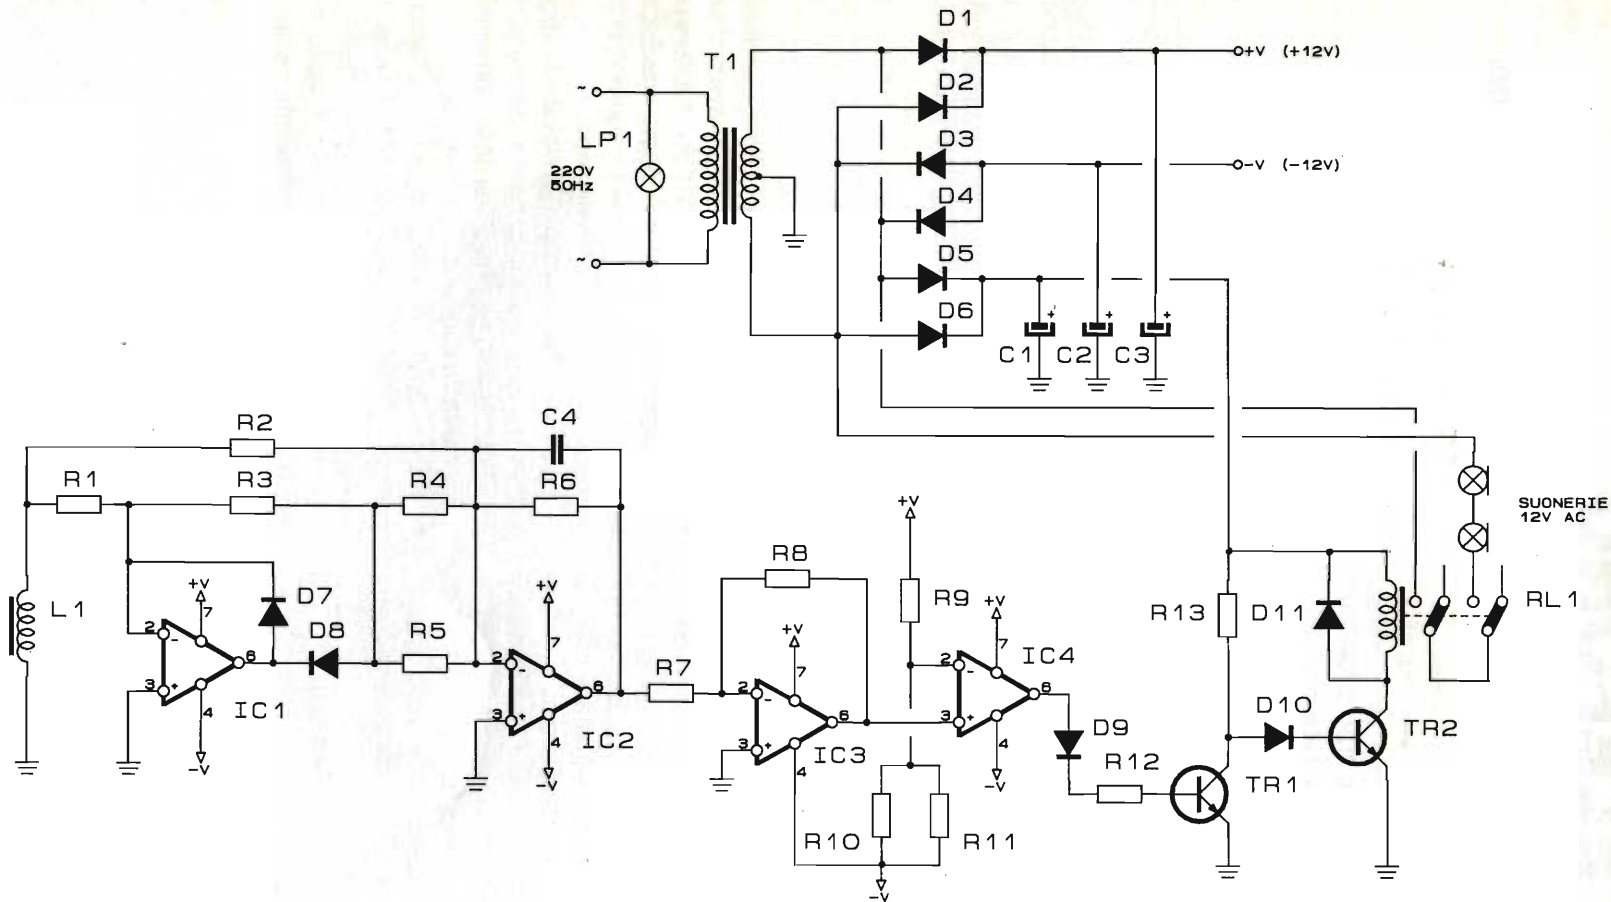 D1
+V (+12V)
T1
D2
~
LP1
220V
50Hz
D3
-V (-12V)
D4
~
D5
D6
+ + +
C1 C2 C3
R2
C4
R1
R3
R4
R6
SUONERIE
12V AC
+V
R8
R9
+V
+V
+V
L1
7
D7
D8
R5
7
+V
7
R13
D11
RL1
2 -
6
3 +
4
IC1
-V
2 -
6
3 +
4
IC2
-V
R7
2 -
6
3 +
4
IC3
2 -
6
3 +
4
IC4
-V
D9
D10
TR2
R12
TR1
R10
R11
-V